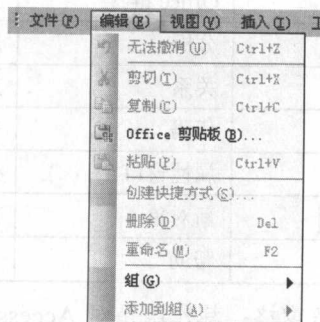 文件(F) 编辑(E) 视图(V) 插入(I)
无法撤消(U) Ctrl+Z
剪切(T) Ctrl+X
复制(C) Ctrl+C
Office 剪贴板(B)...
粘贴(P) Ctrl+V
创建快捷方式(S)...
删除(D) Del
重命名(M) F2
组(G)
添加到组(A)